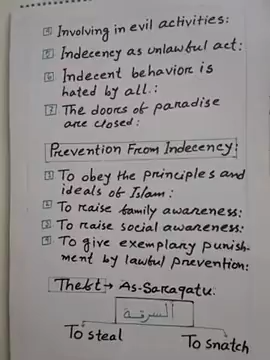 ④ Involving in evil activities:
⑤ Indecency as unlawful act:
⑥ Indecent behavior is
hated by all.:
⑦ The doors of paradise
are closed:
Prevention From Indecency:
① To obey the principles and
ideals of Islam:
② To raise family awareness:
③ To raise social awareness:
④ To give exemplary punish-
ment by lawful prevention:
Theft → As-Saraqatu:
السرقة
To steal To snatch